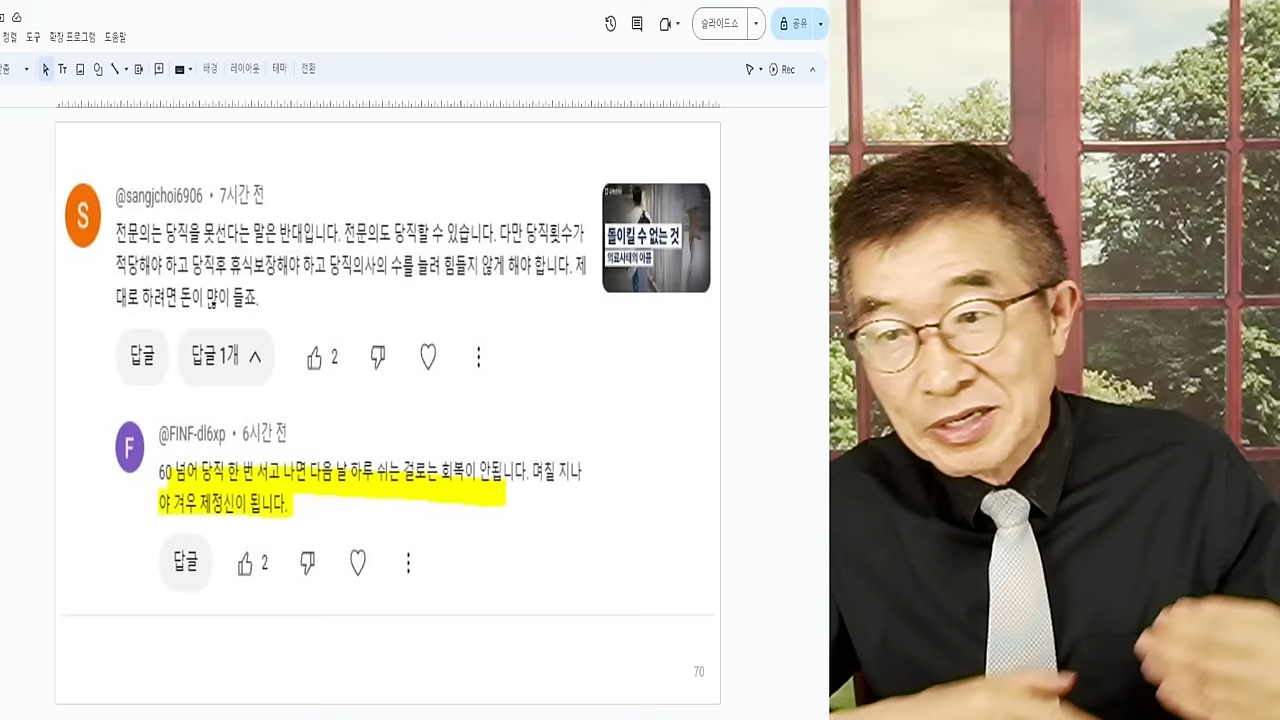 정렬 도구 확장 프로그램 도움말
슬라이드쇼
공유
배경 레이아웃 테마 전환
Rec
S
@sangjchoi6906 • 7시간 전
전문의는 당직을 못선다는 말은 반대입니다. 전문의도 당직할 수 있습니다. 다만 당직횟수가
적당해야 하고 당직후 휴식보장해야 하고 당직의사의 수를 늘려 힘들지 않게 해야 합니다. 제
대로 하려면 돈이 많이 들죠.
돌이킬 수 없는 것
의료사태의 아픔
답글
답글 1개
2
F
@FINF-dl6xp • 6시간 전
60 넘어 당직 한 번 서고 나면 다음 날 하루 쉬는 걸로는 회복이 안됩니다. 며칠 지나
야 겨우 제정신이 됩니다.
답글
2
70